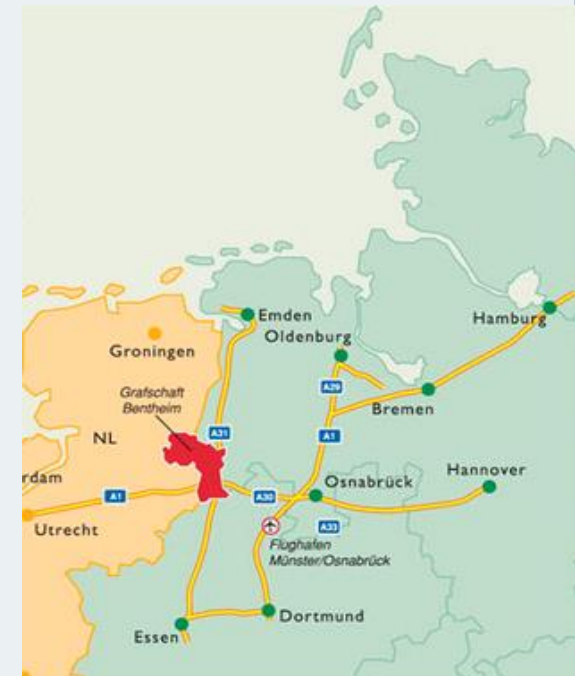 Emden
Oldenburg
Hamburg
Groningen
A29
Grafschaft
Bentheim
Bremen
A31
A1
NL
Hannover
rdam
Osnabrück
A1
A30
Utrecht
A33
Flughafen
Münster/Osnabrück
Dortmund
Essen